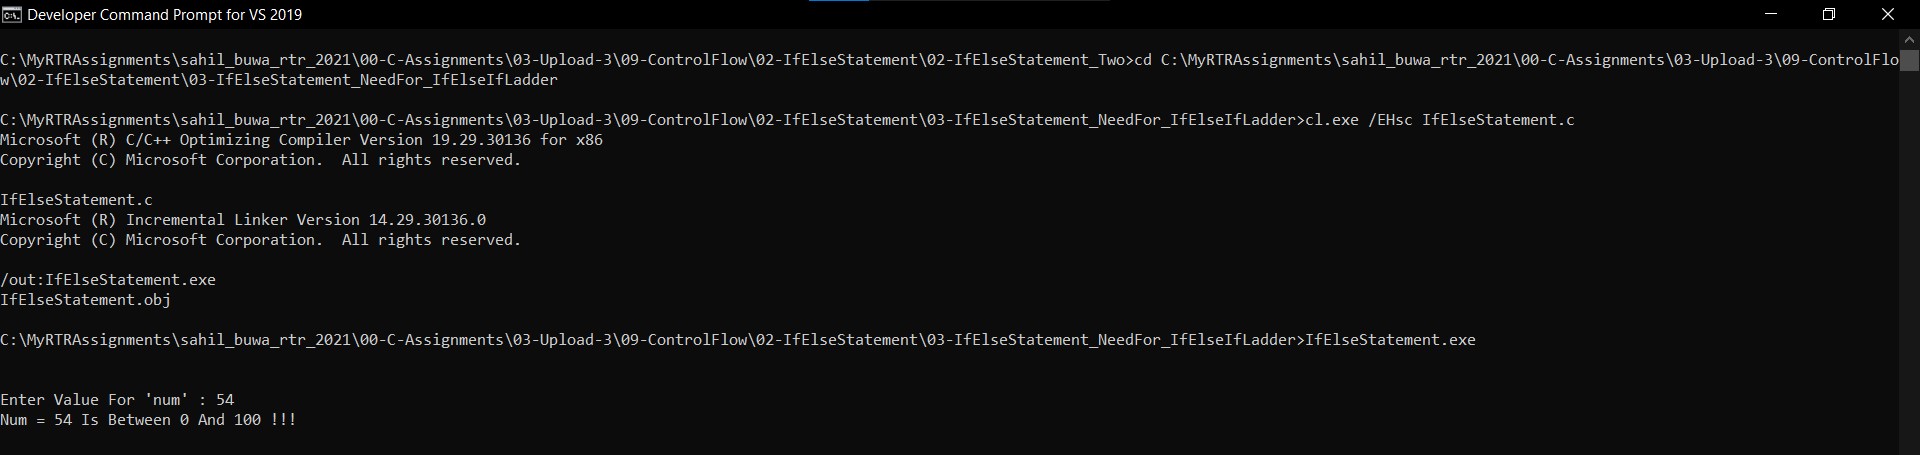 Developer Command Prompt for VS 2019
C:\MyRTRAssignments\sahil_buwa_rtr_2021\00-C-Assignments\03-Upload-3\09-ControlFlow\02-IfElseStatement\02-IfElseStatement_Two>cd C:\MyRTRAssignments\sahil_buwa_rtr_2021\00-C-Assignments\03-Upload-3\09-ControlFlo
w\02-IfElseStatement\03-IfElseStatement_NeedFor_IfElseIfLadder
C:\MyRTRAssignments\sahil_buwa_rtr_2021\00-C-Assignments\03-Upload-3\09-ControlFlow\02-IfElseStatement\03-IfElseStatement_NeedFor_IfElseIfLadder>cl.exe /EHsc IfElseStatement.c
Microsoft (R) C/C++ Optimizing Compiler Version 19.29.30136 for x86
Copyright (C) Microsoft Corporation.  All rights reserved.
IfElseStatement.c
Microsoft (R) Incremental Linker Version 14.29.30136.0
Copyright (C) Microsoft Corporation.  All rights reserved.
/out:IfElseStatement.exe
IfElseStatement.obj
C:\MyRTRAssignments\sahil_buwa_rtr_2021\00-C-Assignments\03-Upload-3\09-ControlFlow\02-IfElseStatement\03-IfElseStatement_NeedFor_IfElseIfLadder>IfElseStatement.exe
Enter Value For 'num' : 54
Num = 54 Is Between 0 And 100 !!!